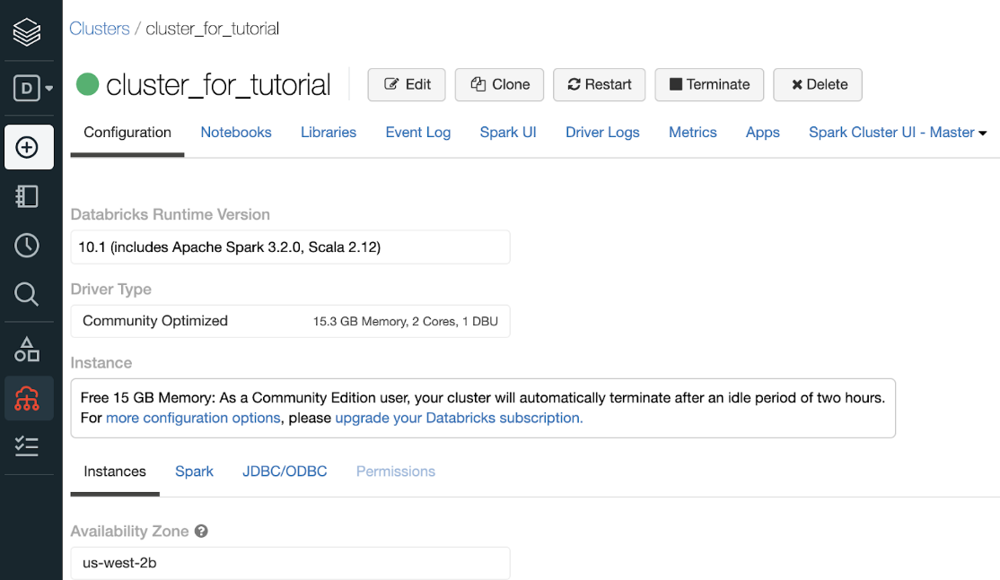 Clusters / cluster_for_tutorial
D
cluster_for_tutorial Edit Clone Restart Terminate Delete
Configuration Notebooks Libraries Event Log Spark UI Driver Logs Metrics Apps Spark Cluster UI - Master
Databricks Runtime Version
10.1 (includes Apache Spark 3.2.0, Scala 2.12)
Driver Type
Community Optimized 15.3 GB Memory, 2 Cores, 1 DBU
Instance
Free 15 GB Memory: As a Community Edition user, your cluster will automatically terminate after an idle period of two hours.
For more configuration options, please upgrade your Databricks subscription.
Instances Spark JDBC/ODBC Permissions
Availability Zone ?
us-west-2b